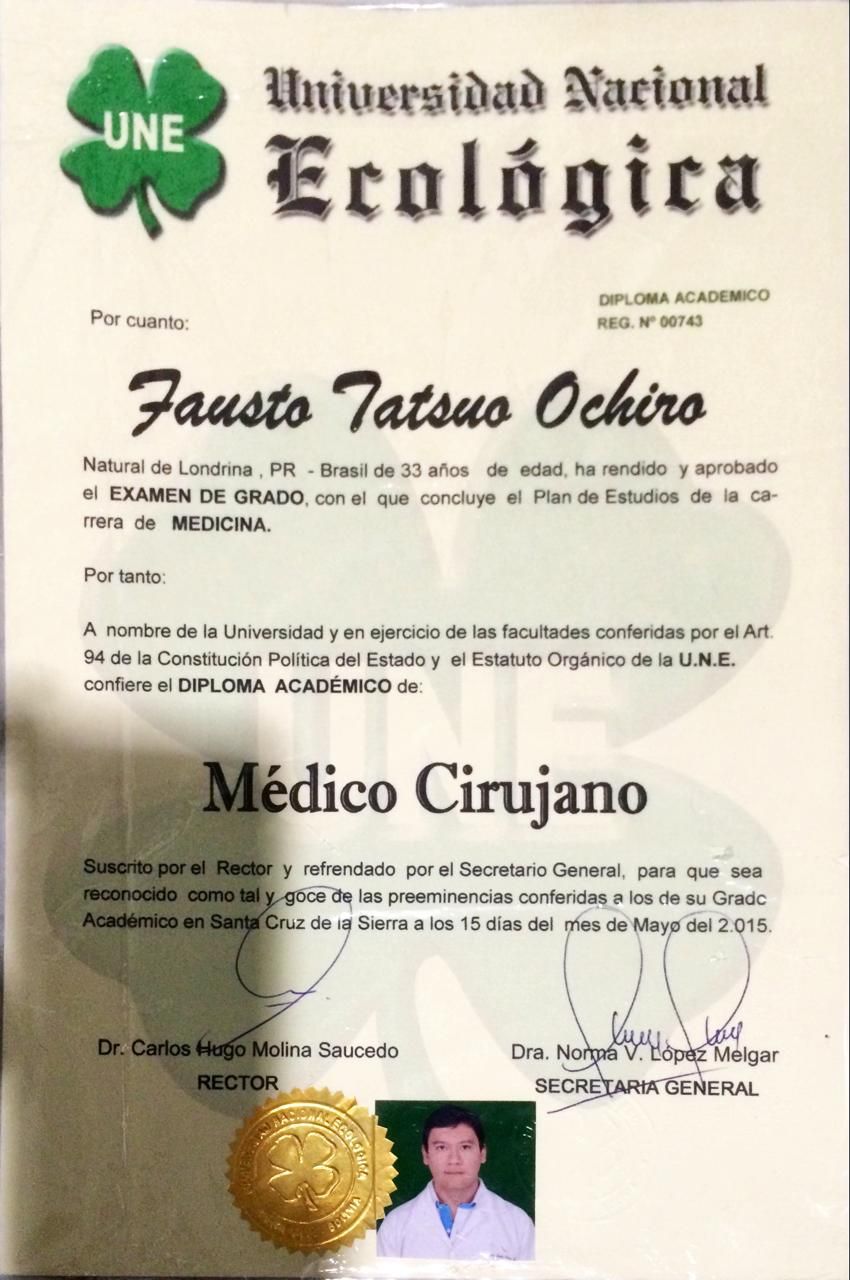 UNE
Universidad Nacional
Ecológica
DIPLOMA ACADEMICO
REG. Nº 00743
Por cuanto:
Fausto Tatsuo Ochiro
Natural de Londrina , PR - Brasil de 33 años de edad, ha rendido y aprobado
el EXAMEN DE GRADO, con el que concluye el Plan de Estudios de la ca-
rrera de MEDICINA.
Por tanto:
A nombre de la Universidad y en ejercicio de las facultades conferidas por el Art.
94 de la Constitución Política del Estado y el Estatuto Orgánico de la U.N.E.
confiere el DIPLOMA ACADÉMICO de:
UNE
Médico Cirujano
Suscrito por el Rector y refrendado por el Secretario General, para que sea
reconocido como tal y goce de las preeminencias conferidas a los de su Grado
Académico en Santa Cruz de la Sierra a los 15 días del mes de Mayo del 2.015.
Dr. Carlos Hugo Molina Saucedo
RECTOR
Dra. Norma V. López Melgar
SECRETARIA GENERAL
UNIVERSIDAD NACIONAL ECOLOGICA
BOLIVIA